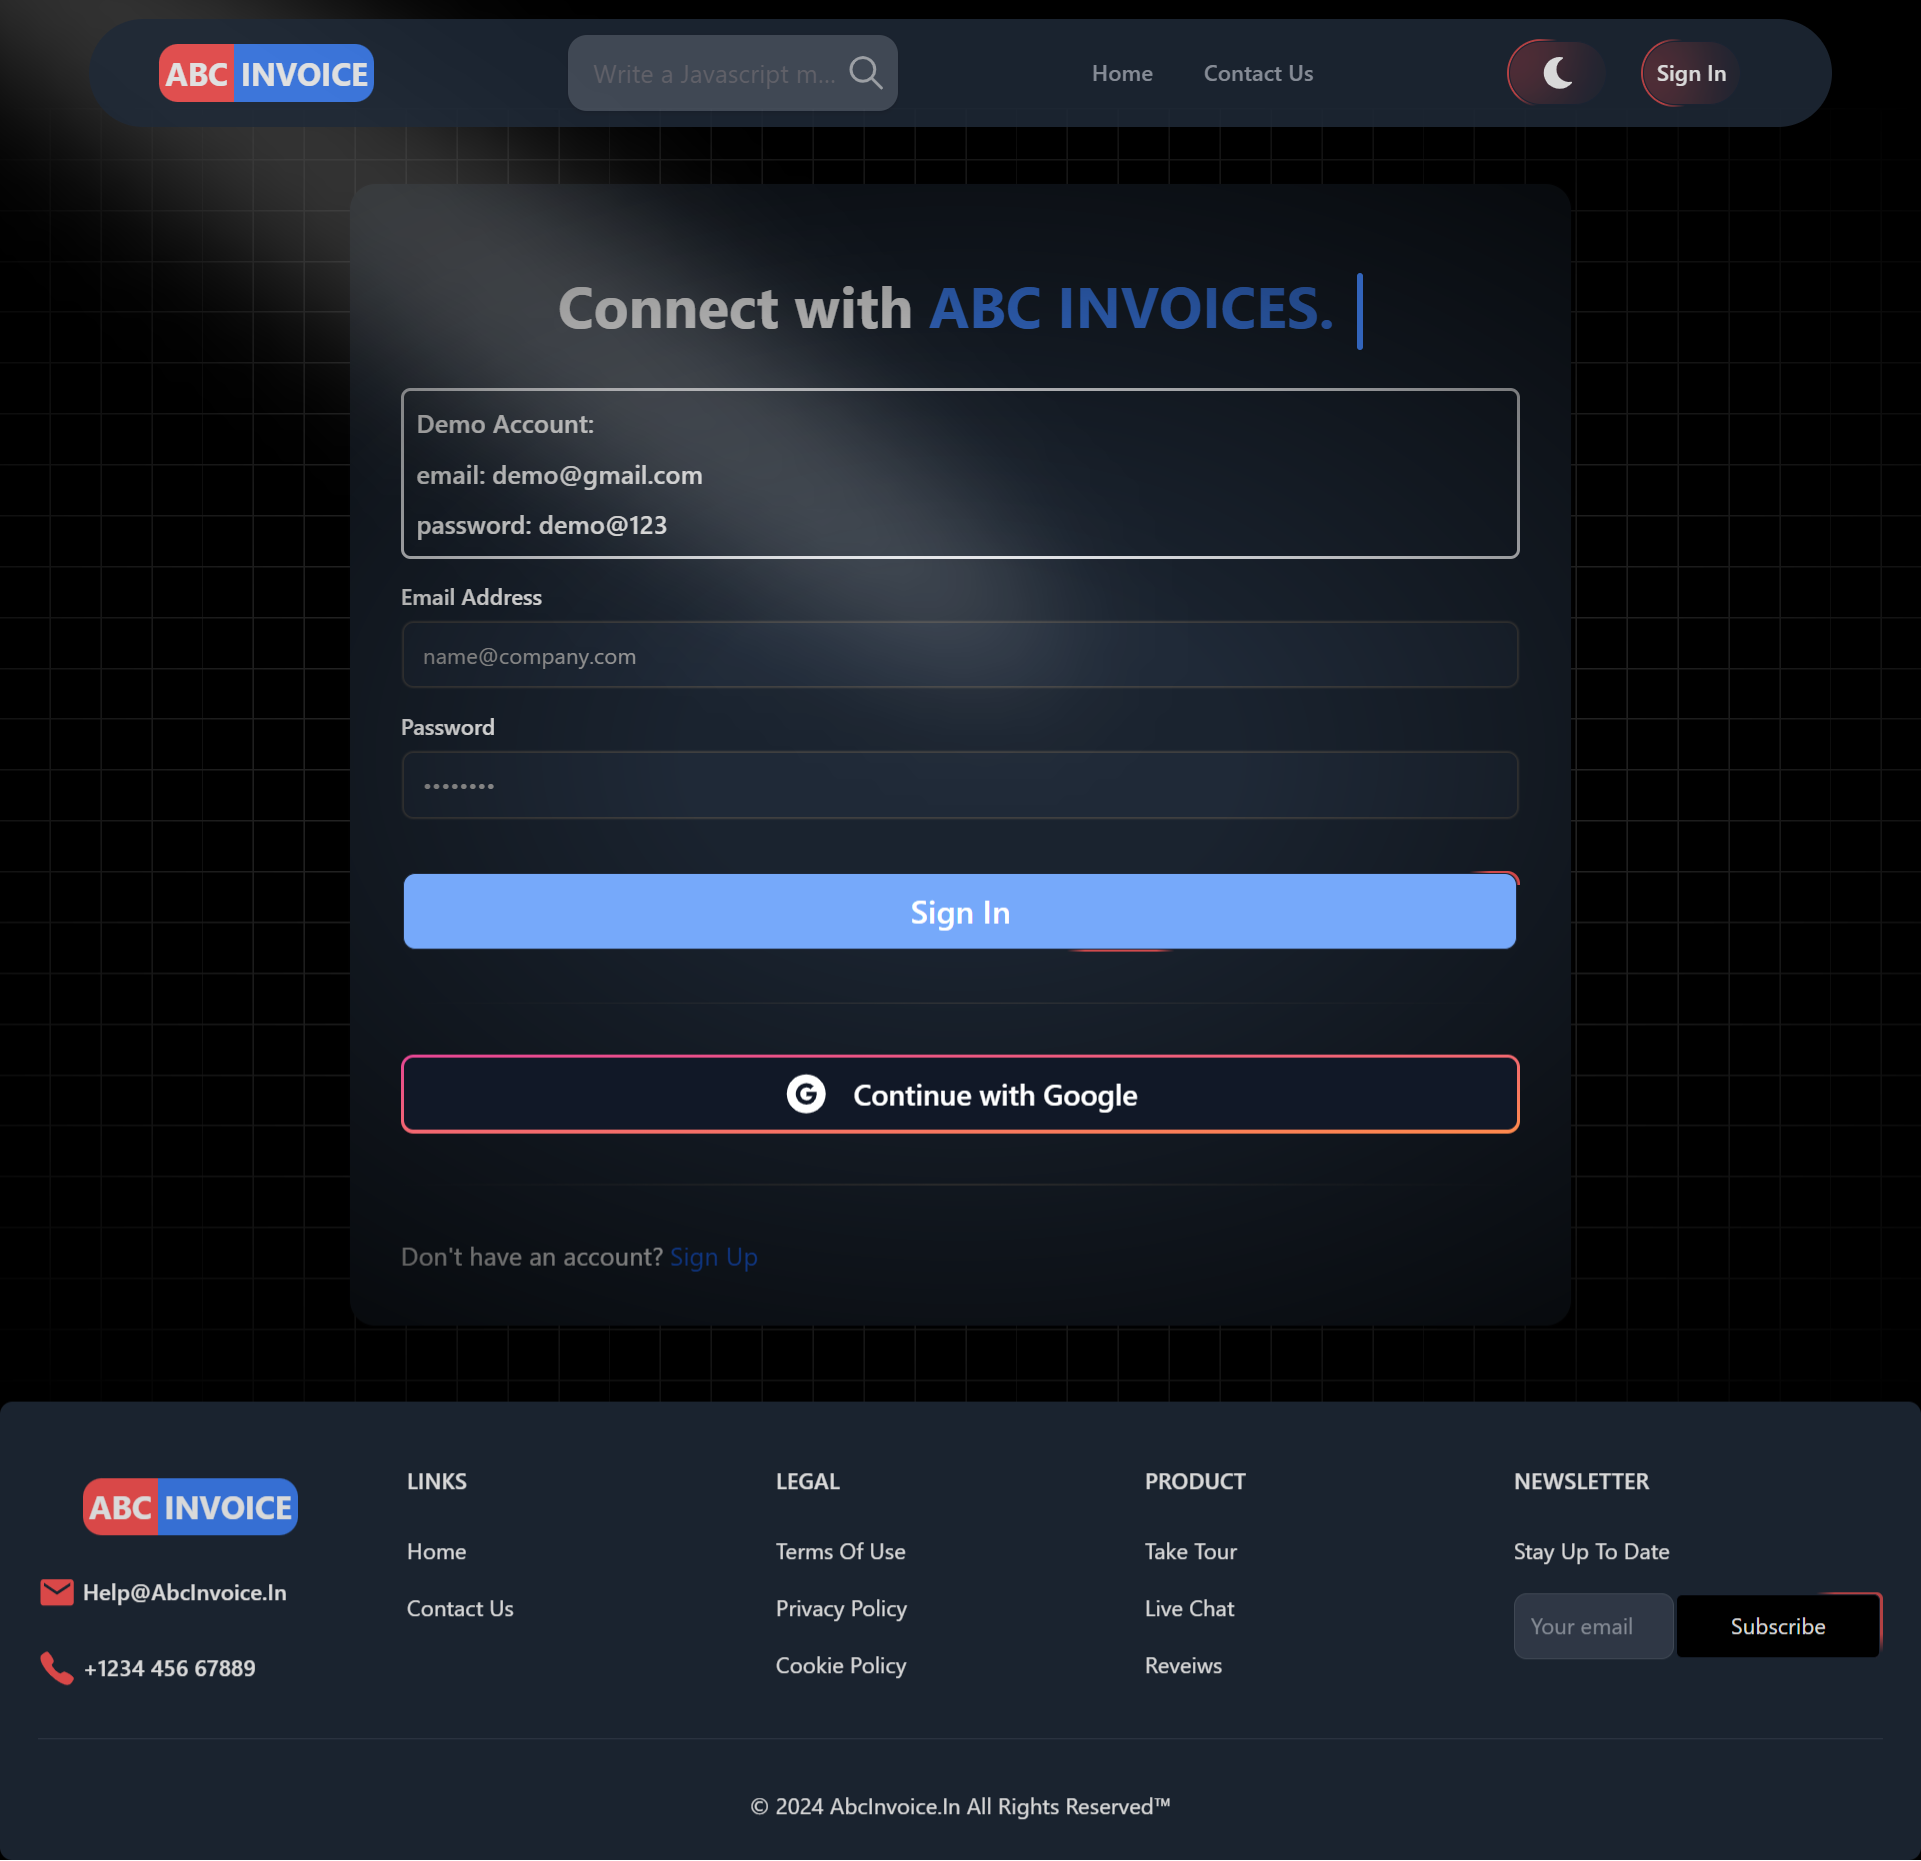 ABC INVOICE
Write a Javascript m...
Home
Contact Us
Sign In
Connect with ABC INVOICES.
Demo Account:
email: demo@gmail.com
password: demo@123
Email Address
name@company.com
Password
••••••••
Sign In
G Continue with Google
Don't have an account? Sign Up
ABC INVOICE
Help@AbcInvoice.In
+1234 456 67889
LINKS
Home
Contact Us
LEGAL
Terms Of Use
Privacy Policy
Cookie Policy
PRODUCT
Take Tour
Live Chat
Reveiws
NEWSLETTER
Stay Up To Date
Your email
Subscribe
© 2024 AbcInvoice.In All Rights Reserved™